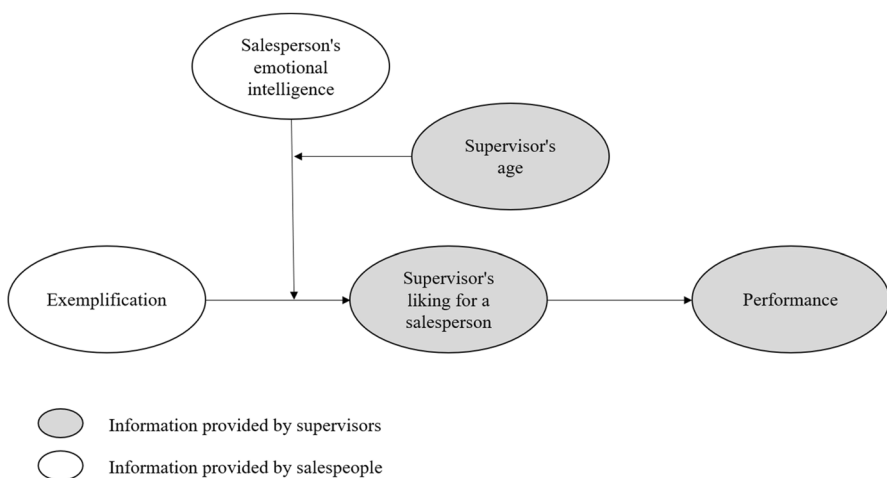 Salesperson's
emotional
intelligence
Supervisor's
age
Exemplification
Supervisor's
liking for a
salesperson
Performance
Information provided by supervisors
Information provided by salespeople